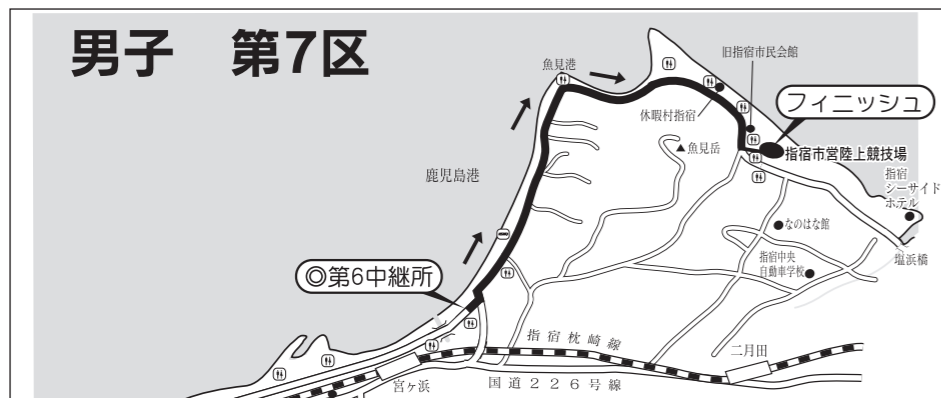 男子 第7区
旧指宿市民会館
魚見港
フィニッシュ
休暇村指宿
魚見岳
指宿市営陸上競技場
鹿児島港
指宿
シーサイド
ホテル
なのはな館
塩浜橋
指宿中央
自動車学校
◎第6中継所
指宿枕崎線
二月田
宮ヶ浜
国道226号線